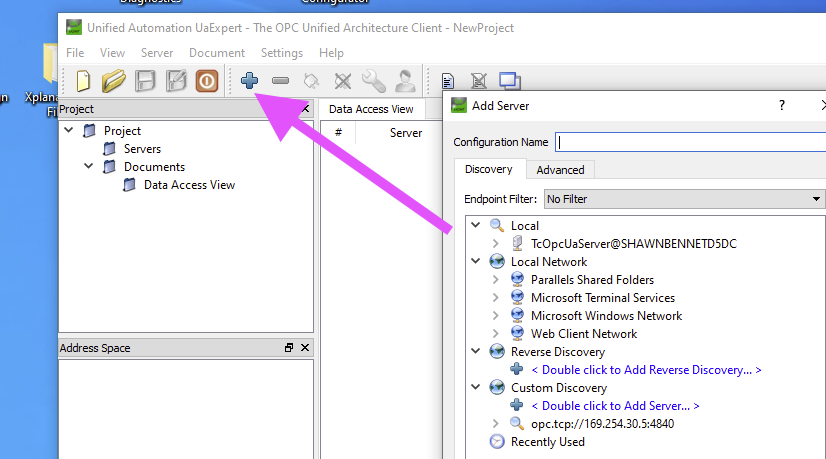 Diagnostics
Configurator
Unified Automation UaExpert - The OPC Unified Architecture Client - NewProject
File View Server Document Settings Help
Xplana
Fi
Project
Project
Servers
Documents
Data Access View
Address Space
Data Access View
# Server
Add Server
?
Configuration Name
Discovery Advanced
Endpoint Filter: No Filter
Local
TcOpcUaServer@SHAWNBENNETD5DC
Local Network
Parallels Shared Folders
Microsoft Terminal Services
Microsoft Windows Network
Web Client Network
Reverse Discovery
< Double click to Add Reverse Discovery... >
Custom Discovery
< Double click to Add Server... >
opc.tcp://169.254.30.5:4840
Recently Used